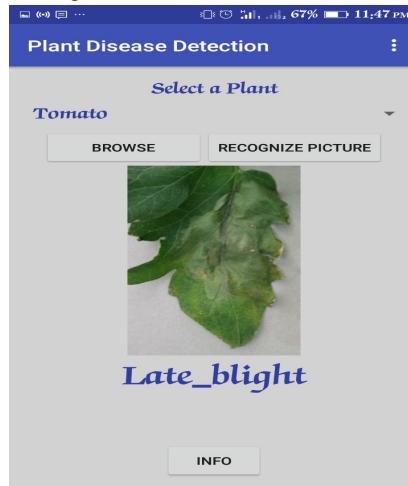 67% 11:47 PM
Plant Disease Detection
Select a Plant
Tomato
BROWSE RECOGNIZE PICTURE
Late_blight
INFO